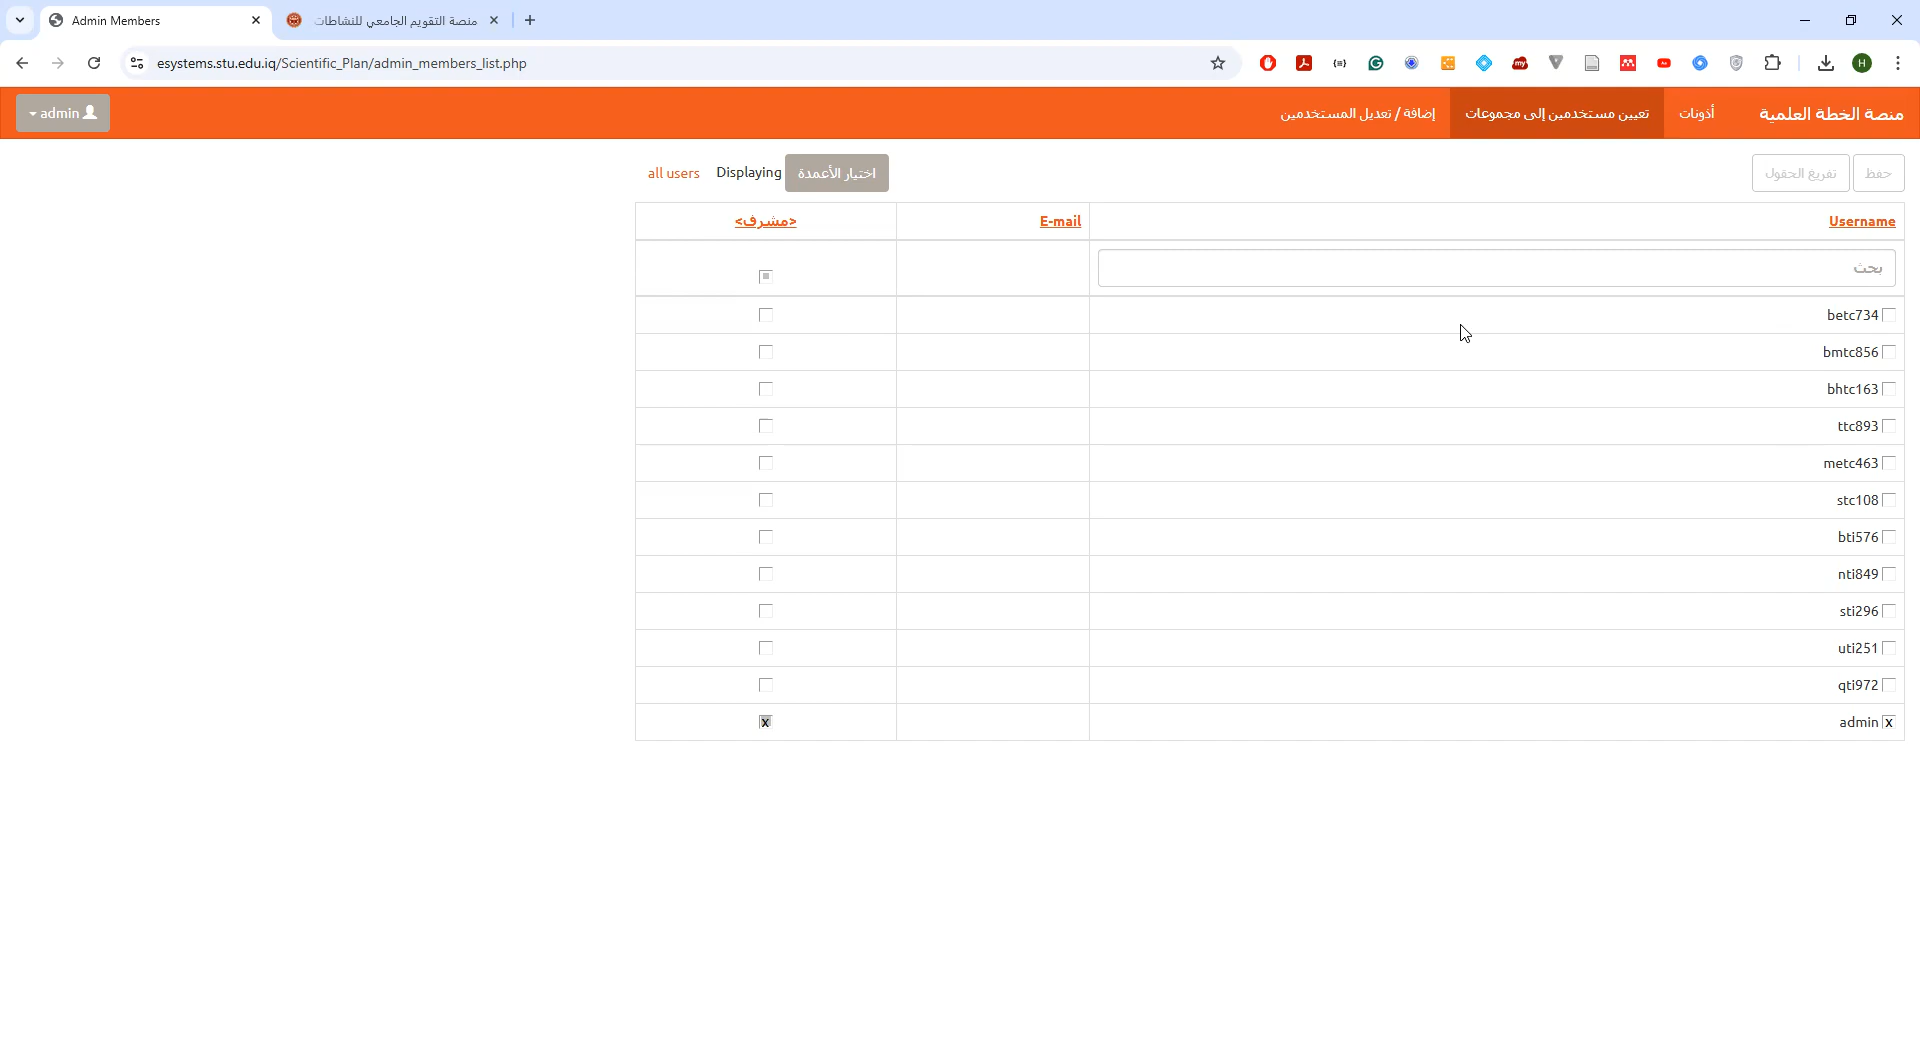 Admin Members
منصة التقويم الجامعي للنشاطات
esystems.stu.edu.iq/Scientific_Plan/admin_members_list.php
H
منصة الخطة العلمية
أذونات
تعيين مستخدمين إلى مجموعات
إضافة / تعديل المستخدمين
admin
حفظ
تفريغ الحقول
اختيار الأعمدة
Displaying
all users
Username
E-mail
<مشرف>
بحث
betc734
bmtc856
bhtc163
ttc893
metc463
stc108
bti576
nti849
sti296
uti251
qti972
admin